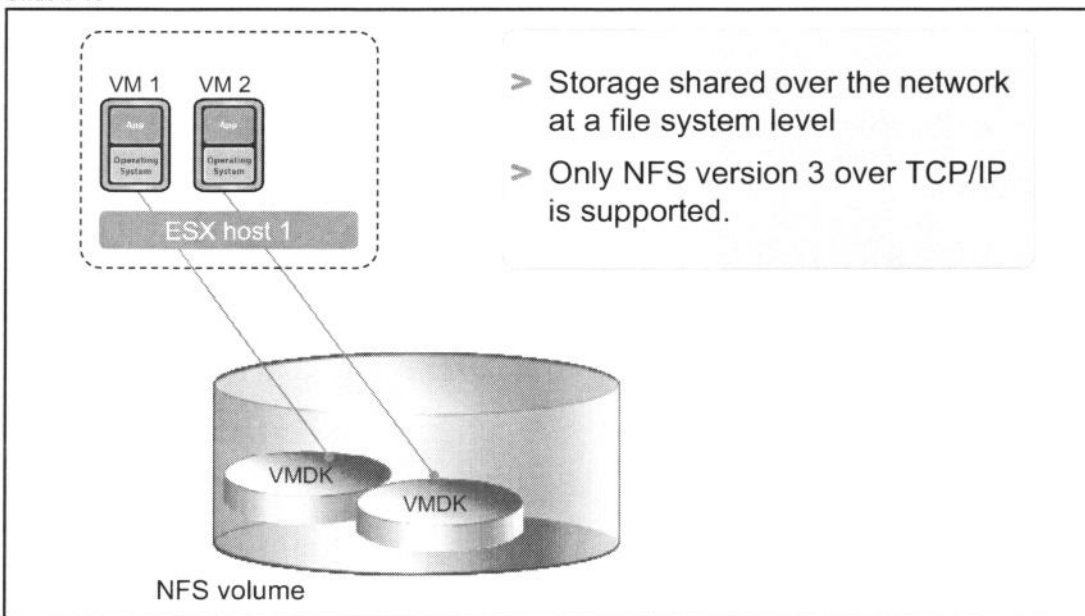 VM 1 VM 2
App App
Operating Operating
System System
ESX host 1
> Storage shared over the network
at a file system level
> Only NFS version 3 over TCP/IP
is supported.
VMDK
VMDK
NFS volume